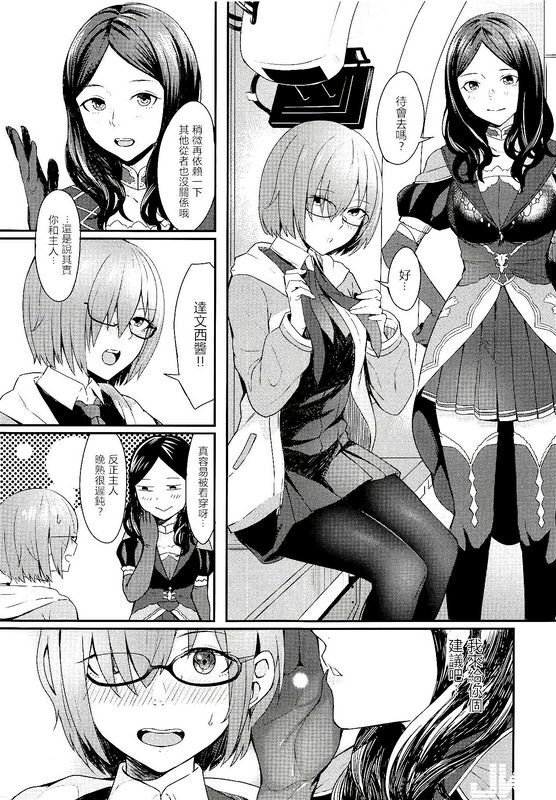 待會去嗎？
好…
稍微再依賴一下
其他從者也沒關係哦
…還是說其實
你和主人…
達文西醬!!
真容易被看穿呀…
反正主人
晚熟很遲鈍？
我來給你個
建議吧…